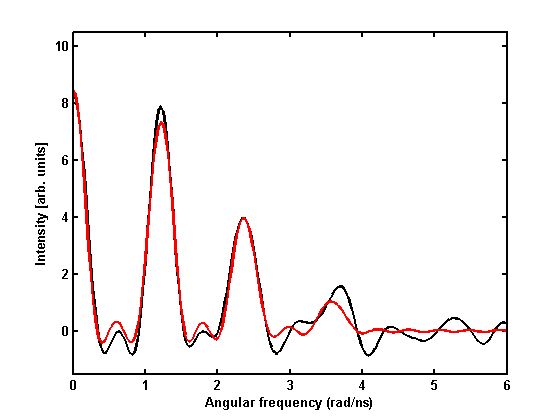 10
8
6
4
2
0
Intensity [arb. units]
0 1 2 3 4 5 6
Angular frequency (rad/ns)